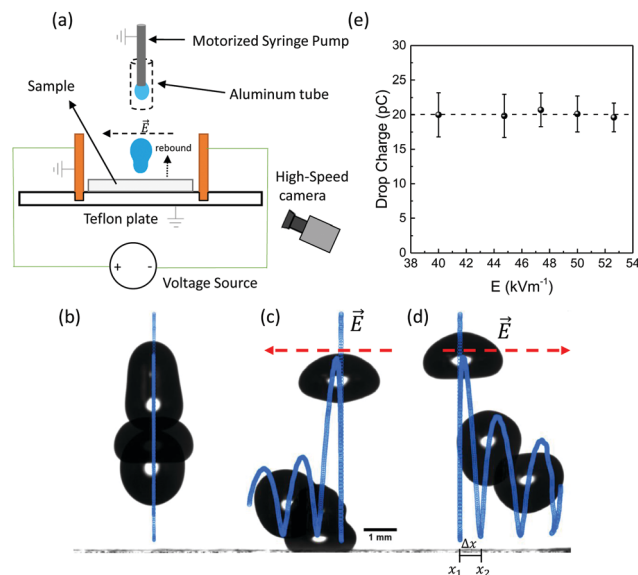 (a)
Motorized Syringe Pump
Aluminum tube
Sample
E
rebound
High-Speed
camera
Teflon plate
+ -
Voltage Source
(e)
Drop Charge (pC)
30
25
20
15
10
5
0
38 40 42 44 46 48 50 52 54
E (kVm⁻¹)
(b)
(c)
E
(d)
E
1 mm
Δx
x₁ x₂